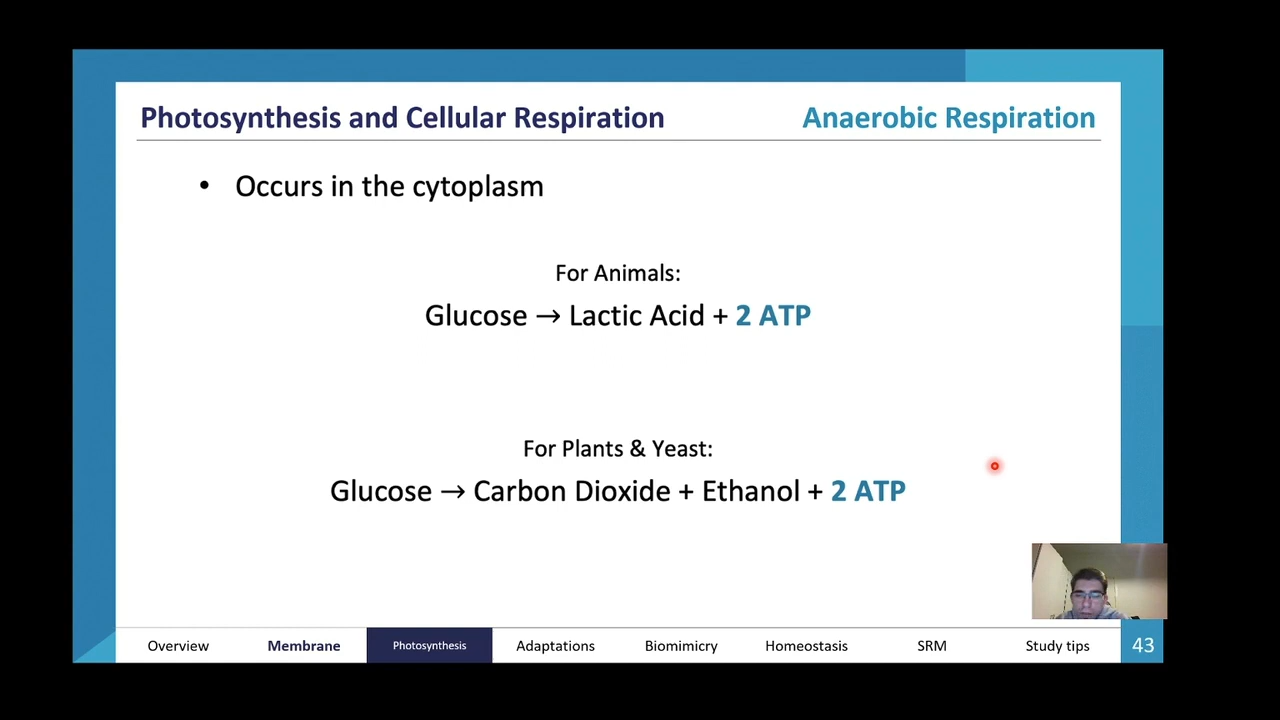 Photosynthesis and Cellular Respiration
Anaerobic Respiration
• Occurs in the cytoplasm
For Animals:
Glucose → Lactic Acid + 2 ATP
For Plants & Yeast:
Glucose → Carbon Dioxide + Ethanol + 2 ATP
Overview Membrane Photosynthesis Adaptations Biomimicry Homeostasis SRM Study tips 43